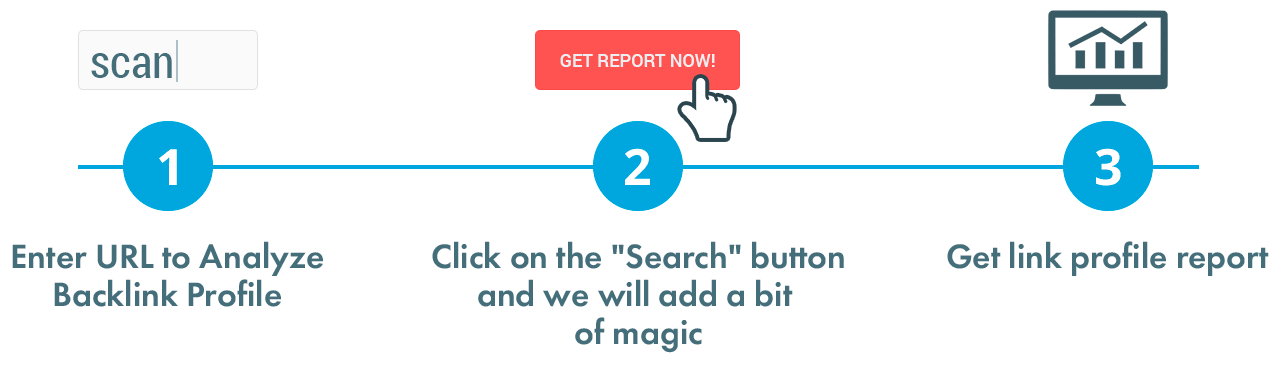 scan
GET REPORT NOW!
1
2
3
Enter URL to Analyze
Backlink Profile
Click on the "Search" button
and we will add a bit
of magic
Get link profile report